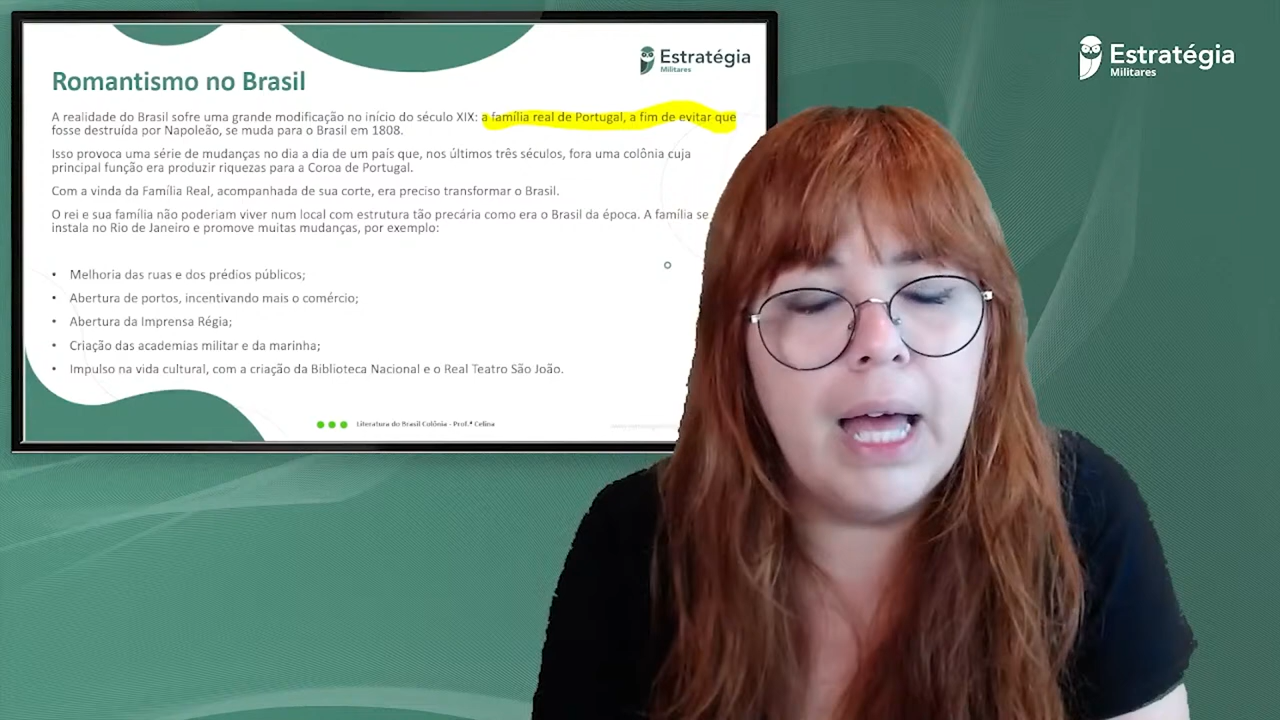 Estratégia
Militares
Estratégia
Militares
Romantismo no Brasil
A realidade do Brasil sofre uma grande modificação no início do século XIX: a família real de Portugal, a fim de evitar que
fosse destruída por Napoleão, se muda para o Brasil em 1808.
Isso provoca uma série de mudanças no dia a dia de um país que, nos últimos três séculos, fora uma colônia cuja
principal função era produzir riquezas para a Coroa de Portugal.
Com a vinda da Família Real, acompanhada de sua corte, era preciso transformar o Brasil.
O rei e sua família não poderiam viver num local com estrutura tão precária como era o Brasil da época. A família se
instala no Rio de Janeiro e promove muitas mudanças, por exemplo:
• Melhoria das ruas e dos prédios públicos;
• Abertura de portos, incentivando mais o comércio;
• Abertura da Imprensa Régia;
• Criação das academias militar e da marinha;
• Impulso na vida cultural, com a criação da Biblioteca Nacional e o Real Teatro São João.
Literatura do Brasil Colônia - Prof.ª Celina